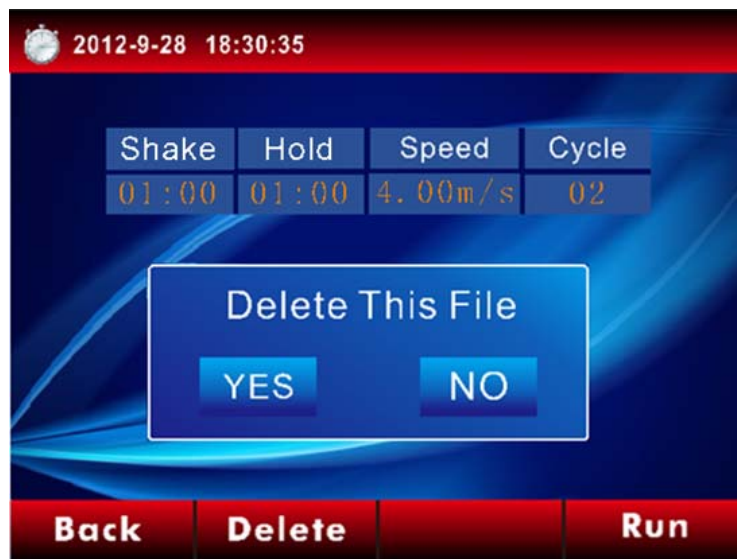 2012-9-28 18:30:35
Shake Hold Speed Cycle
01:00 01:00 4.00m/s 02
Delete This File
YES NO
Back Delete Run